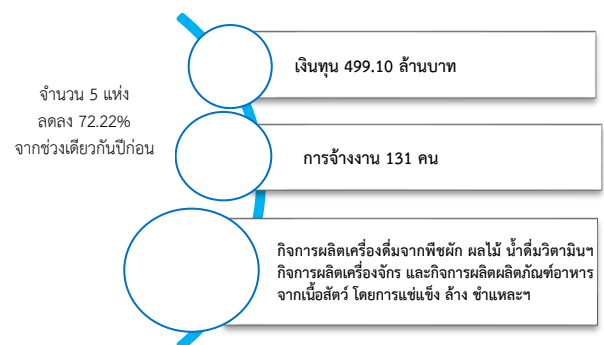 จำนวน 5 แห่ง
ลดลง 72.22%
จากช่วงเดียวกันปีก่อน
เงินทุน 499.10 ล้านบาท
การจ้างงาน 131 คน
กิจการผลิตเครื่องดื่มจากพืชผัก ผลไม้ น้ำดื่มวิตามินฯ
กิจการผลิตเครื่องจักร และกิจการผลิตผลิตภัณฑ์อาหาร
จากเนื้อสัตว์ โดยการแช่แข็ง ล้าง ชำแหละฯ